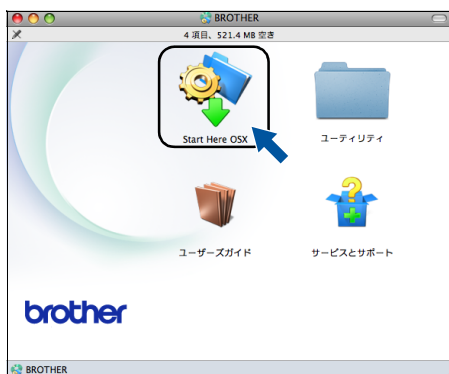 BROTHER
4 項目、521.4 MB 空き
Start Here OSX
ユーティリティ
ユーザーズガイド
サービスとサポート
brother
BROTHER